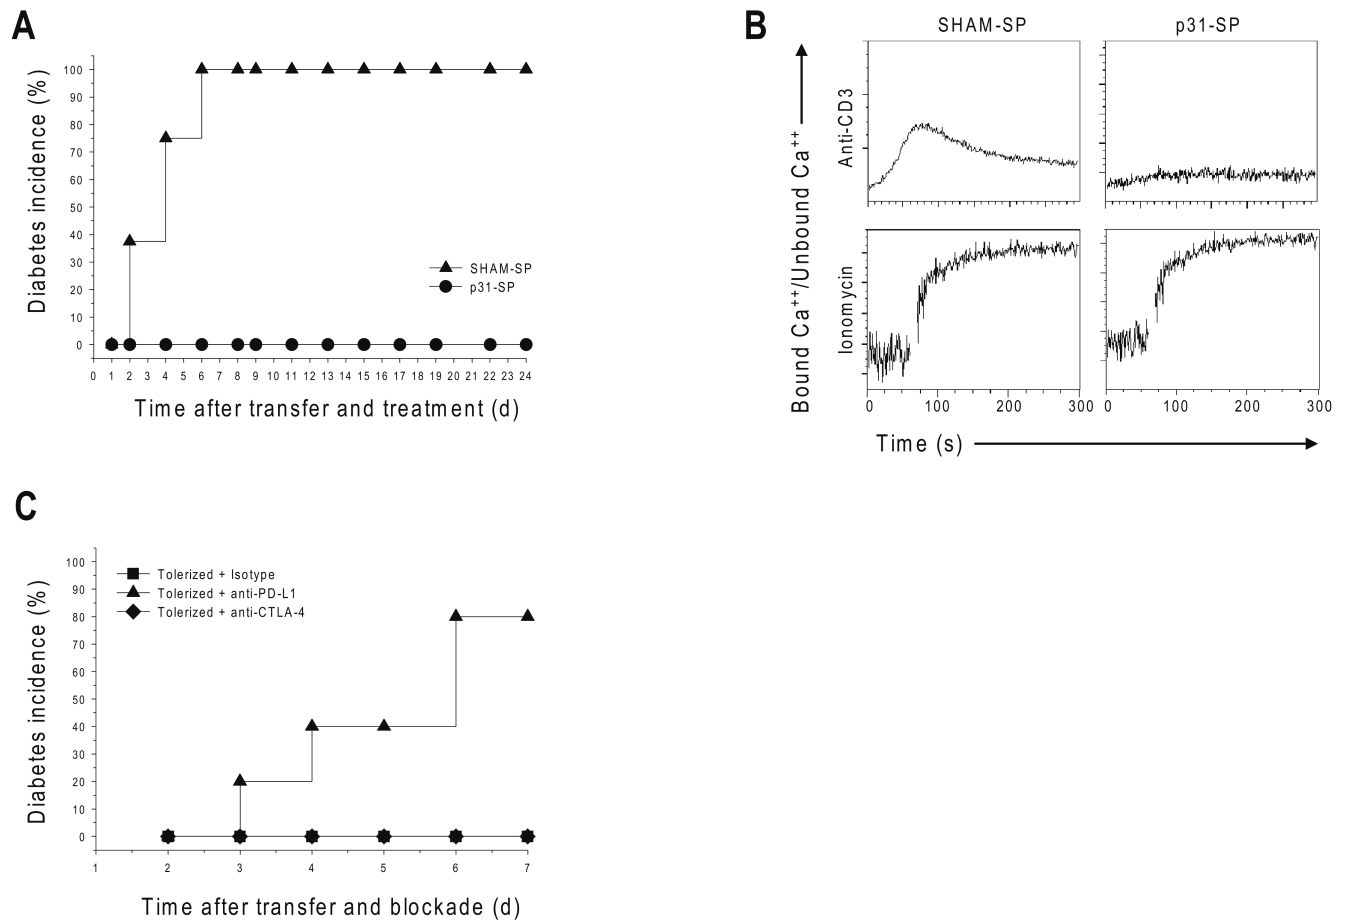 A
Diabetes incidence (%)
100
90
80
70
60
50
40
30
20
10
0
SHAM-SP
p31-SP
0 1 2 3 4 5 6 7 8 9 10 11 12 13 14 15 16 17 18 19 20 21 22 23 24
Time after transfer and treatment (d)
B
SHAM-SP p31-SP
Bound Ca++/Unbound Ca++
Anti-CD3
Ionomycin
0 100 200 300 0 100 200 300
Time (s)
C
Diabetes incidence (%)
100
90
80
70
60
50
40
30
20
10
0
Tolerized + Isotype
Tolerized + anti-PD-L1
Tolerized + anti-CTLA-4
1 2 3 4 5 6 7
Time after transfer and blockade (d)